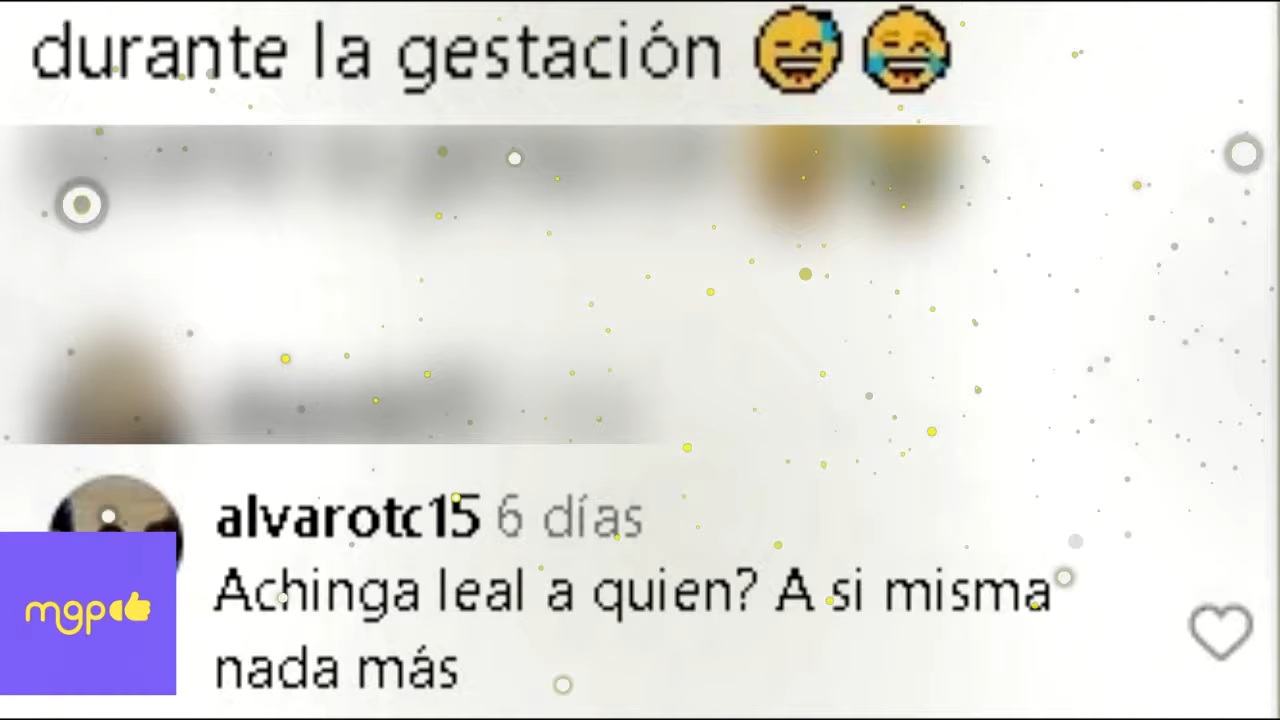 durante la gestación 😅😂
alvarotc15 6 días
Achinga leal a quien? A si misma
nada más
mgp